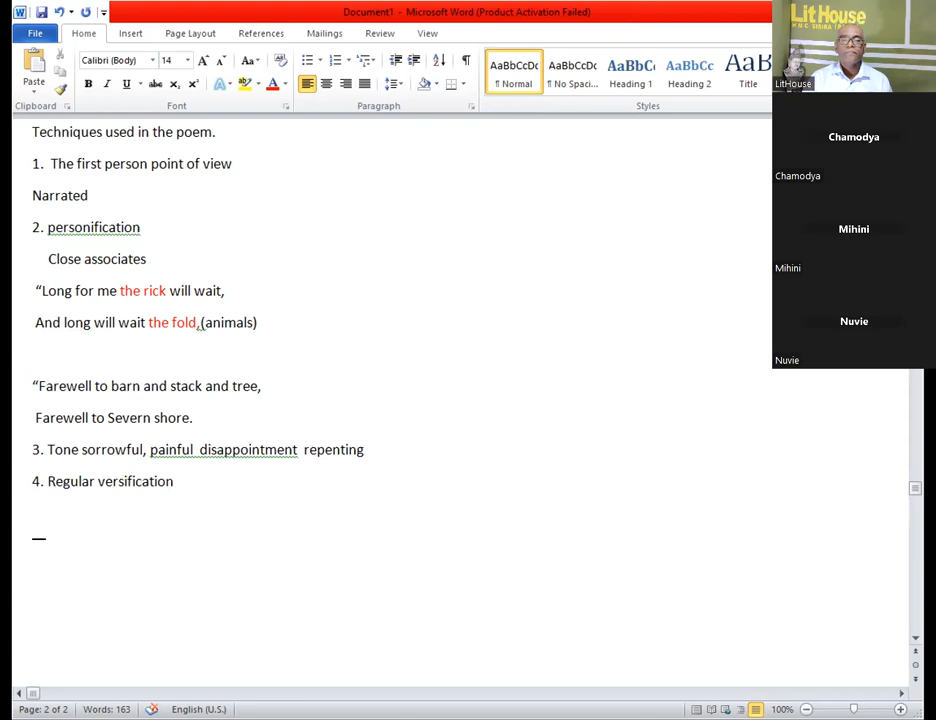 Document1 - Microsoft Word (Product Activation Failed)
File Home Insert Page Layout References Mailings Review View
Calibri (Body) 14
Paste
B I U abc x₂ x²
AaBbCcDc AaBbCcDc AaBbC AaBbCc AaB
¶ Normal ¶ No Spaci... Heading 1 Heading 2 Title
Clipboard Font Paragraph Styles
LitHouse
LitHouse
Chamodya
Chamodya
Mihini
Mihini
Nuvie
Nuvie
Techniques used in the poem.
1. The first person point of view
Narrated
2. personification
Close associates
“Long for me the rick will wait,
And long will wait the fold,(animals)
“Farewell to barn and stack and tree,
Farewell to Severn shore.
3. Tone sorrowful, painful disappointment repenting
4. Regular versification
Page: 2 of 2 Words: 163 English (U.S.) 100%